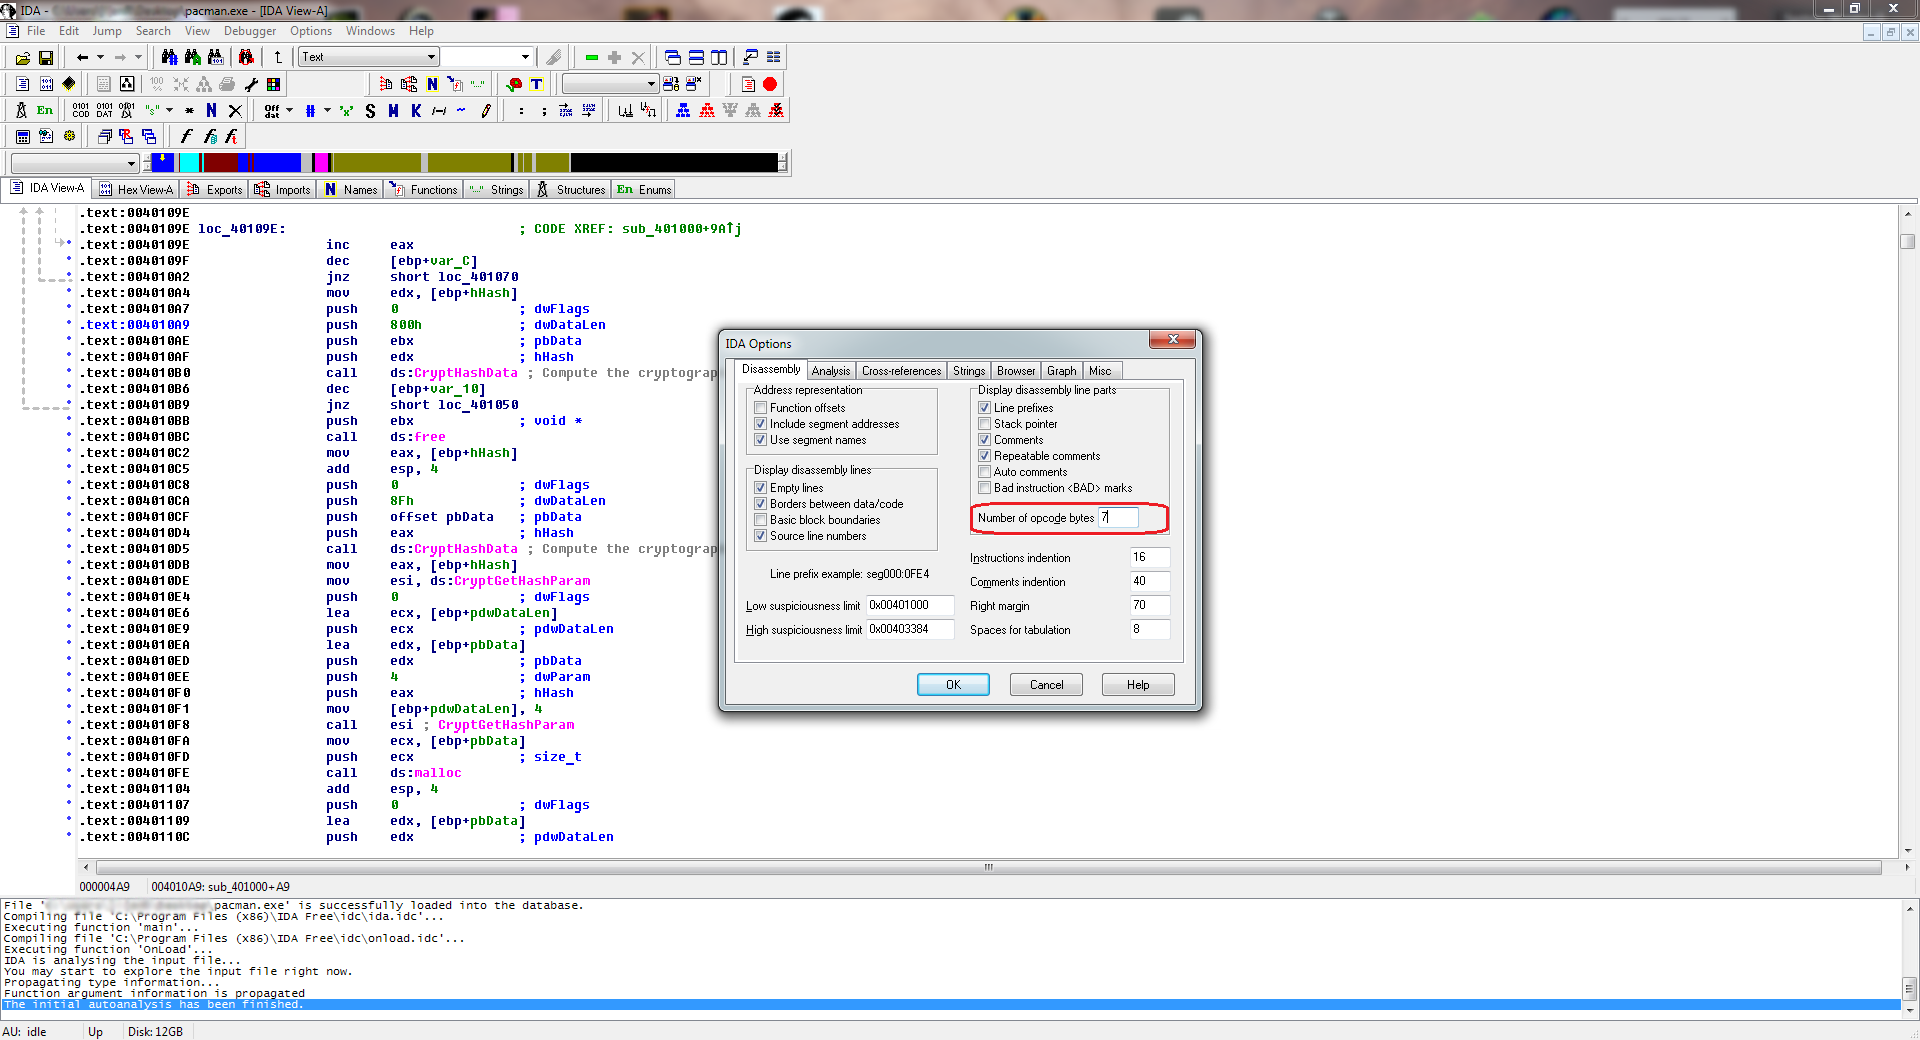 IDA - pacman.exe - [IDA View-A]
File Edit Jump Search View Debugger Options Windows Help
Text
IDA View-A Hex View-A Exports Imports Names Functions Strings Structures En Enums
.text:0040109E
.text:0040109E loc_40109E: ; CODE XREF: sub_401000+9A↑j
.text:0040109E inc eax
.text:0040109F dec [ebp+var_C]
.text:004010A2 jnz short loc_401070
.text:004010A4 mov edx, [ebp+hHash]
.text:004010A7 push 0 ; dwFlags
.text:004010A9 push 800h ; dwDataLen
.text:004010AE push ebx ; pbData
.text:004010AF push edx ; hHash
.text:004010B0 call ds:CryptHashData ; Compute the cryptograp
.text:004010B6 dec [ebp+var_10]
.text:004010B9 jnz short loc_401050
.text:004010BB push ebx ; void *
.text:004010BC call ds:free
.text:004010C2 mov eax, [ebp+hHash]
.text:004010C5 add esp, 4
.text:004010C8 push 0 ; dwFlags
.text:004010CA push 8Fh ; dwDataLen
.text:004010CF push offset pbData ; pbData
.text:004010D4 push eax ; hHash
.text:004010D5 call ds:CryptHashData ; Compute the cryptograp
.text:004010DB mov eax, [ebp+hHash]
.text:004010DE mov esi, ds:CryptGetHashParam
.text:004010E4 push 0 ; dwFlags
.text:004010E6 lea ecx, [ebp+pdwDataLen]
.text:004010E9 push ecx ; pdwDataLen
.text:004010EA lea edx, [ebp+pbData]
.text:004010ED push edx ; pbData
.text:004010EE push 4 ; dwParam
.text:004010F0 push eax ; hHash
.text:004010F1 mov [ebp+pdwDataLen], 4
.text:004010F8 call esi ; CryptGetHashParam
.text:004010FA mov ecx, [ebp+pbData]
.text:004010FD push ecx ; size_t
.text:004010FE call ds:malloc
.text:00401104 add esp, 4
.text:00401107 push 0 ; dwFlags
.text:00401109 lea edx, [ebp+pbData]
.text:0040110C push edx ; pdwDataLen
000004A9 004010A9: sub_401000+A9
IDA Options
Disassembly Analysis Cross-references Strings Browser Graph Misc
Address representation
Function offsets
Include segment addresses
Use segment names
Display disassembly lines
Empty lines
Borders between data/code
Basic block boundaries
Source line numbers
Line prefix example: seg000:0FE4
Low suspiciousness limit 0x00401000
High suspiciousness limit 0x00403384
Display disassembly line parts
Line prefixes
Stack pointer
Comments
Repeatable comments
Auto comments
Bad instruction <BAD> marks
Number of opcode bytes 7
Instructions indention 16
Comments indention 40
Right margin 70
Spaces for tabulation 8
OK Cancel Help
File ' pacman.exe' is successfully loaded into the database.
Compiling file 'C:\Program Files (x86)\IDA Free\idc\ida.idc'...
Executing function 'main'...
Compiling file 'C:\Program Files (x86)\IDA Free\idc\onload.idc'...
Executing function 'OnLoad'...
IDA is analysing the input file...
You may start to explore the input file right now.
Propagating type information...
Function argument information is propagated
The initial autoanalysis has been finished.
AU: idle Up Disk: 12GB